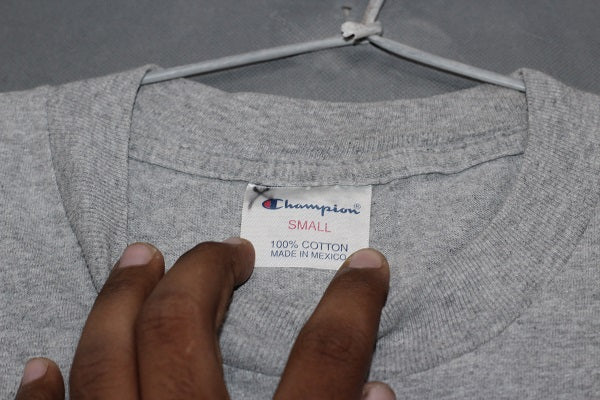 Champion®
SMALL
100% COTTON
MADE IN MEXICO